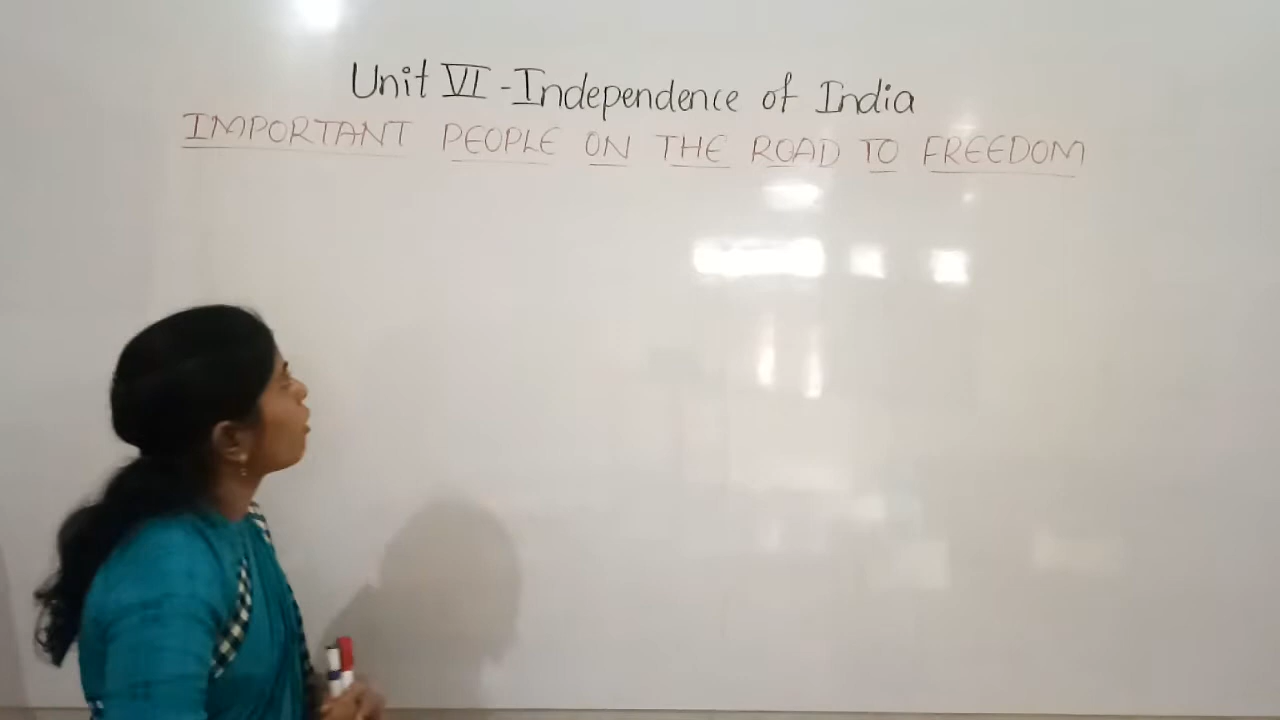 Unit VI - Independence of India
IMPORTANT PEOPLE ON THE ROAD TO FREEDOM